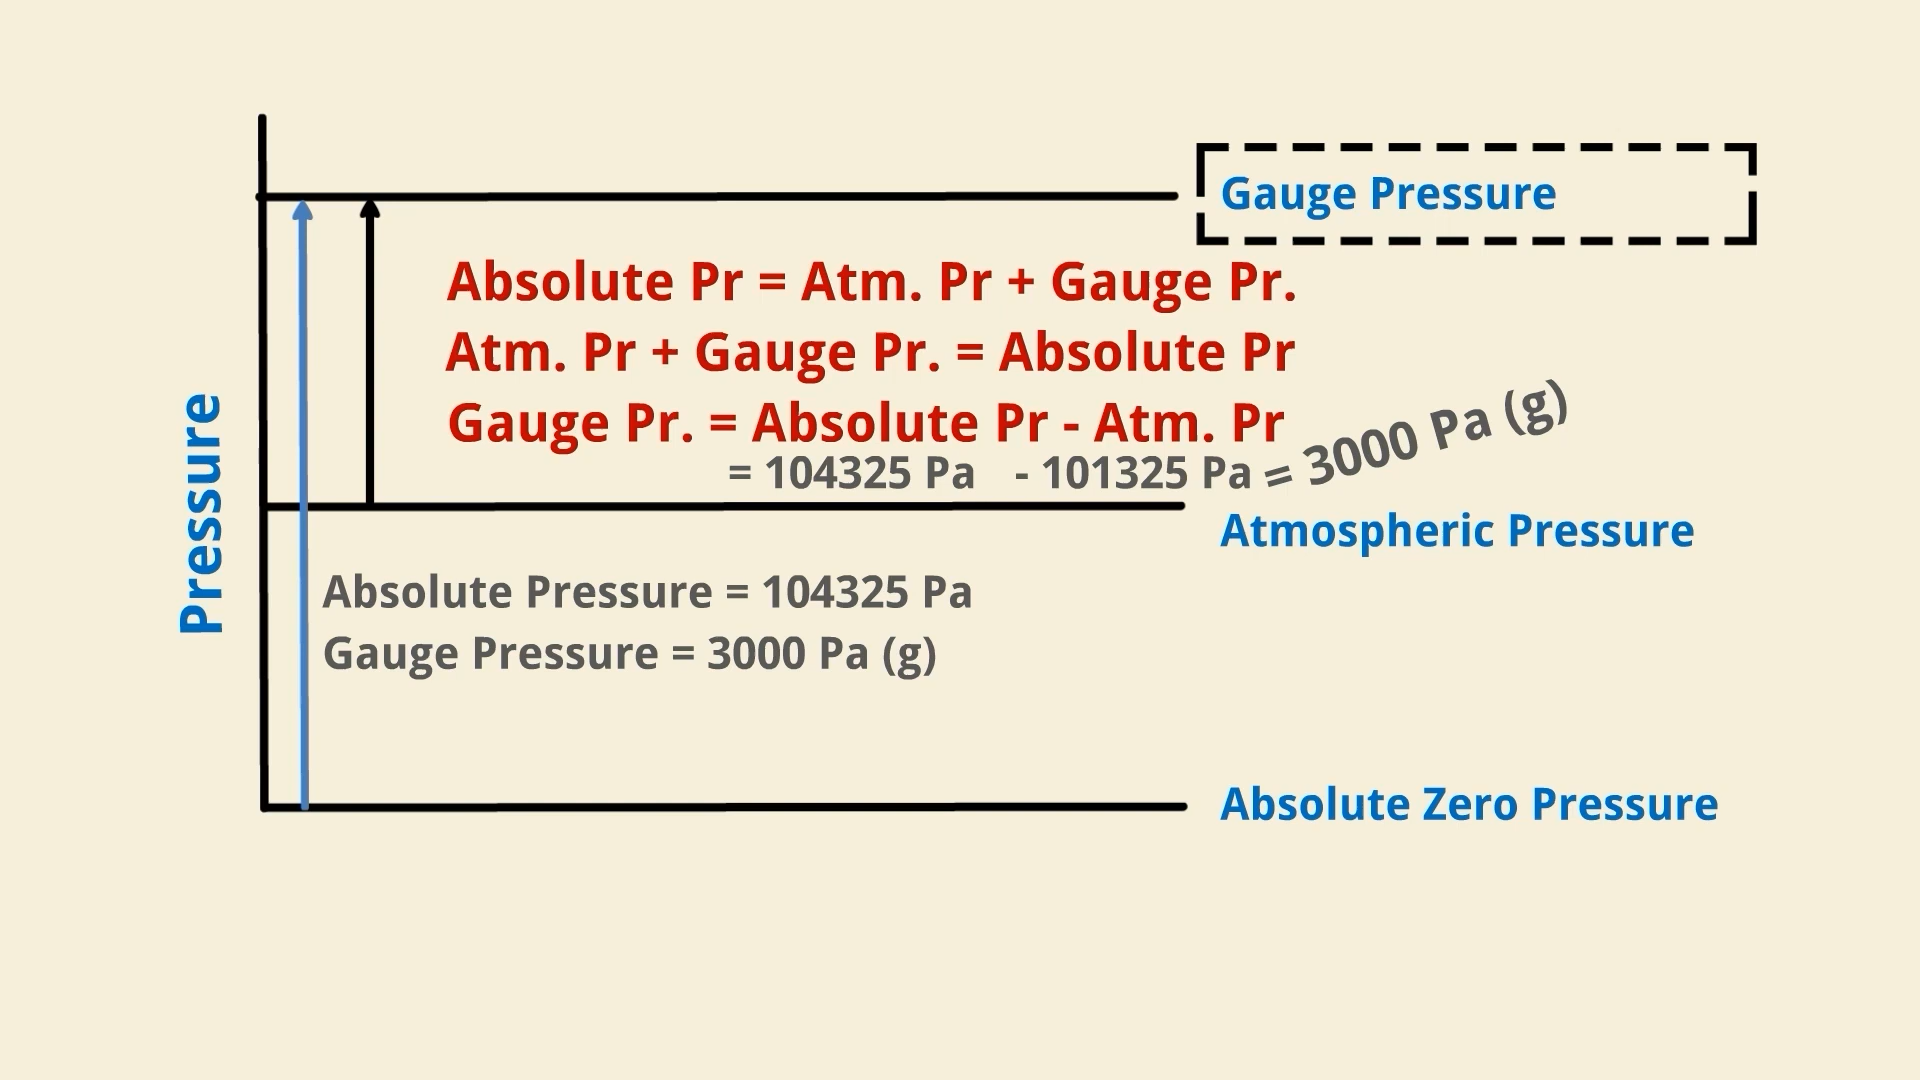 Gauge Pressure
Absolute Pr = Atm. Pr + Gauge Pr.
Atm. Pr + Gauge Pr. = Absolute Pr
Gauge Pr. = Absolute Pr - Atm. Pr
= 104325 Pa - 101325 Pa = 3000 Pa (g)
Atmospheric Pressure
Pressure
Absolute Pressure = 104325 Pa
Gauge Pressure = 3000 Pa (g)
Absolute Zero Pressure